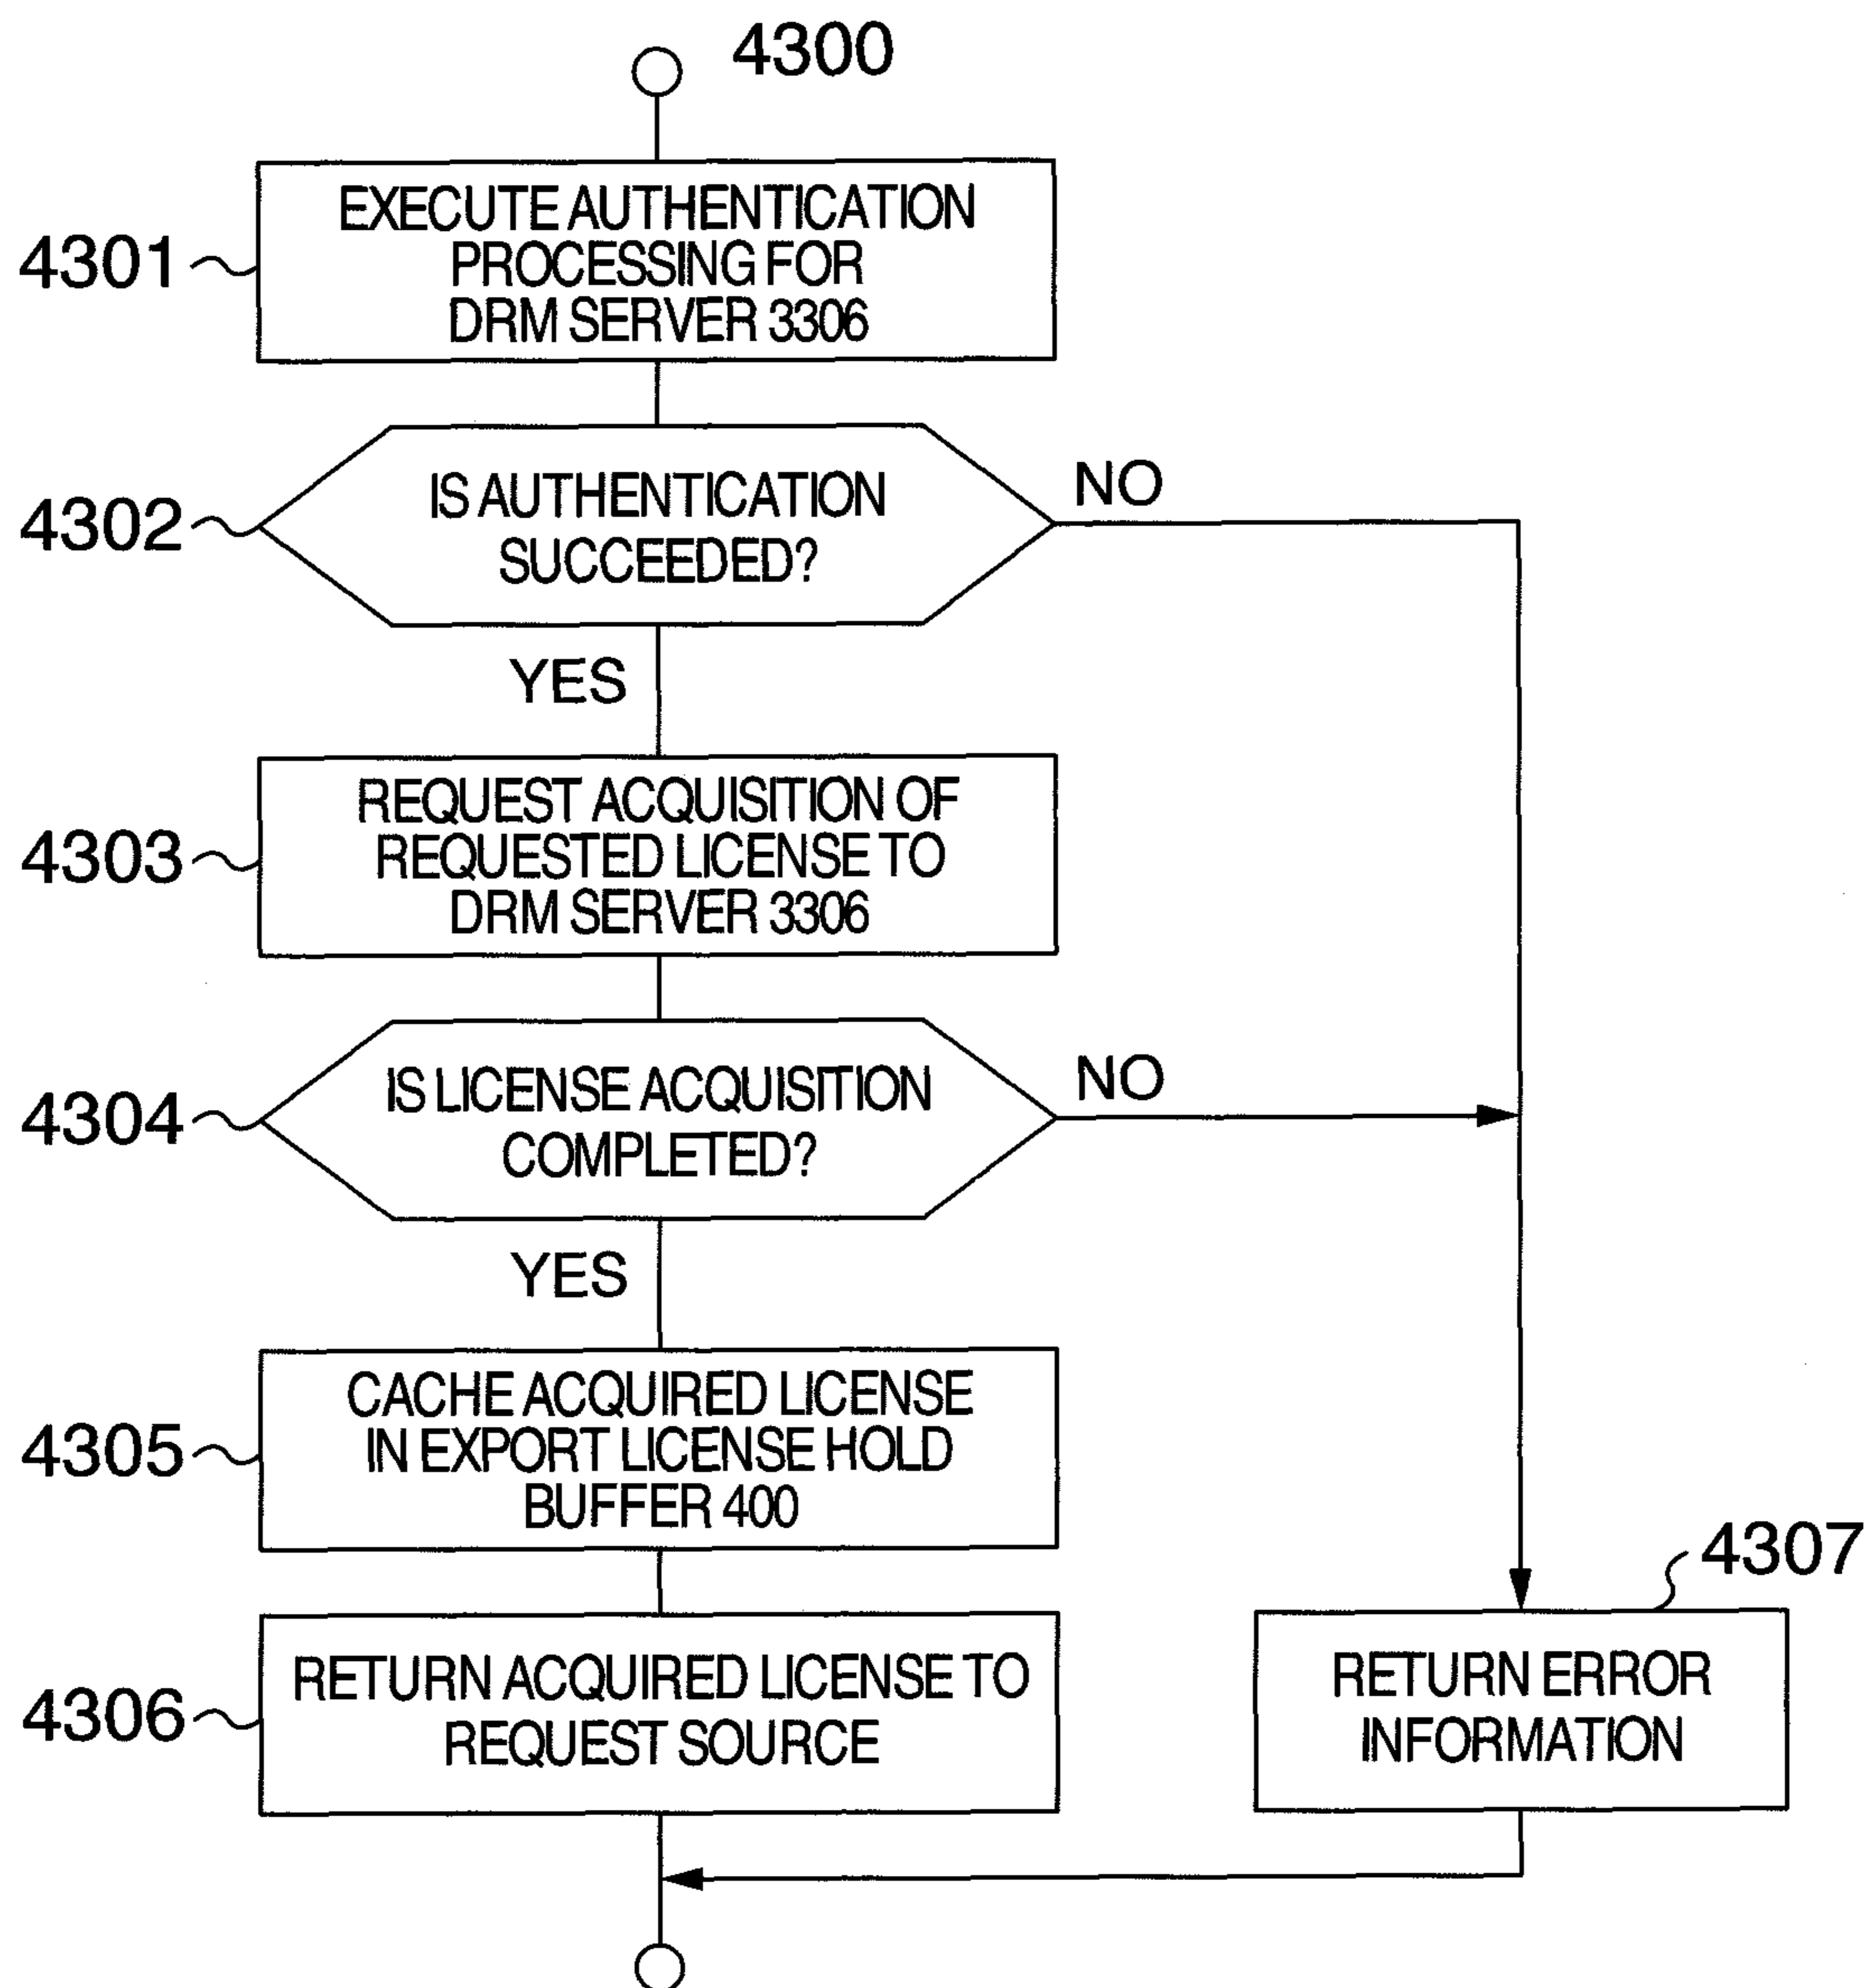 4300
4301
EXECUTE AUTHENTICATION
PROCESSING FOR
DRM SERVER 3306
4302
IS AUTHENTICATION
SUCCEEDED?
NO
YES
4303
REQUEST ACQUISITION OF
REQUESTED LICENSE TO
DRM SERVER 3306
4304
IS LICENSE ACQUISITION
COMPLETED?
NO
YES
4305
CACHE ACQUIRED LICENSE
IN EXPORT LICENSE HOLD
BUFFER 400
4306
RETURN ACQUIRED LICENSE TO
REQUEST SOURCE
4307
RETURN ERROR
INFORMATION